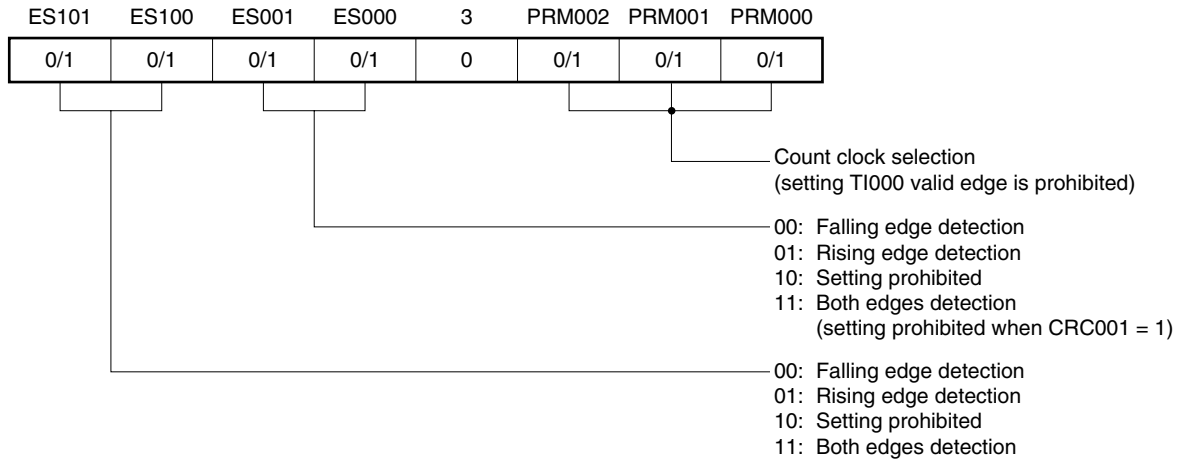 ES101 ES100 ES001 ES000 3 PRM002 PRM001 PRM000
0/1 0/1 0/1 0/1 0 0/1 0/1 0/1
Count clock selection
(setting TI000 valid edge is prohibited)
00: Falling edge detection
01: Rising edge detection
10: Setting prohibited
11: Both edges detection
(setting prohibited when CRC001 = 1)
00: Falling edge detection
01: Rising edge detection
10: Setting prohibited
11: Both edges detection